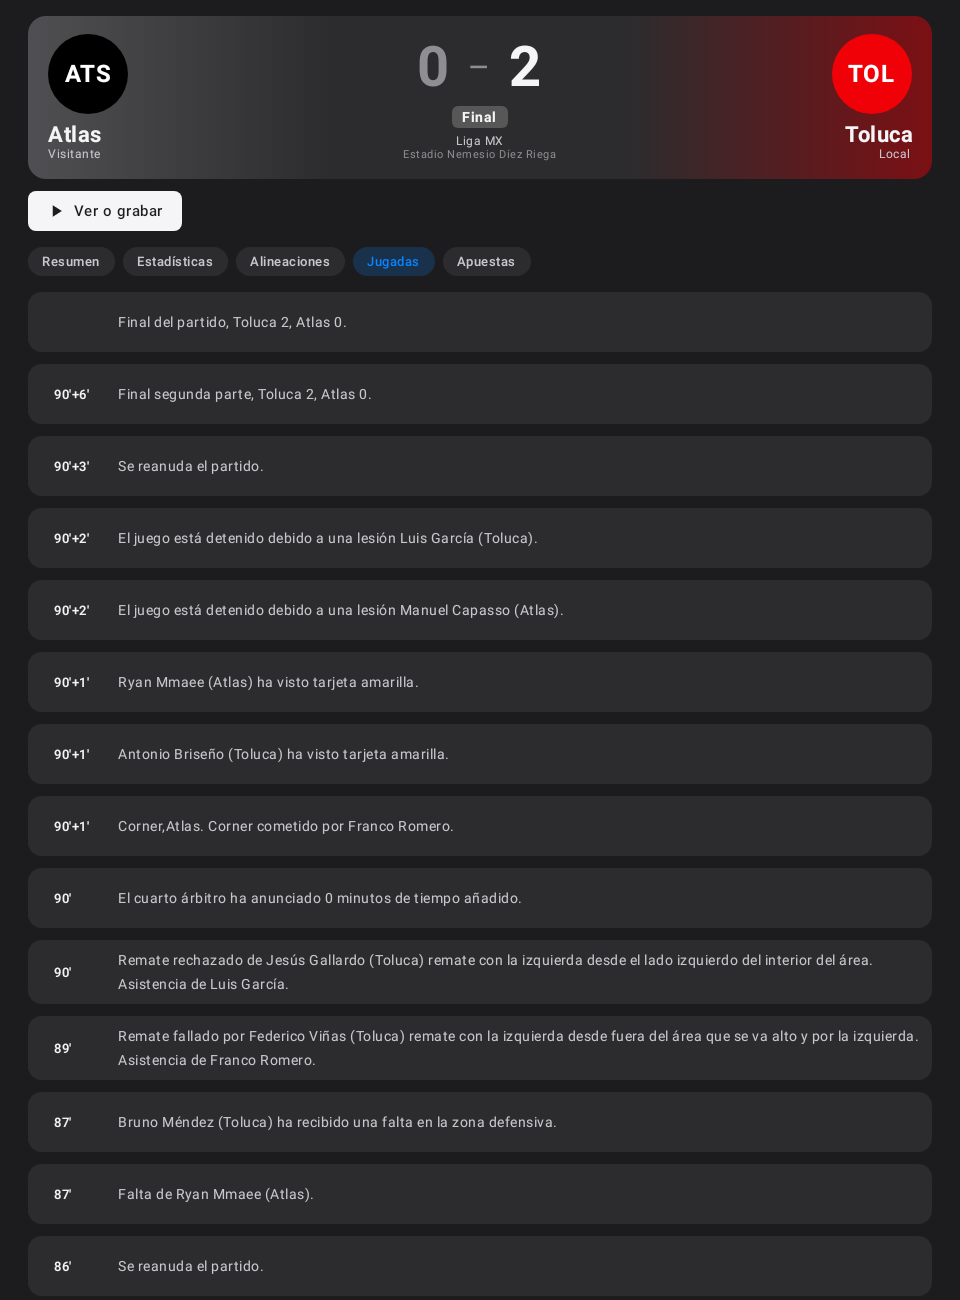 ATS
Atlas
Visitante
0 – 2
Final
Liga MX
Estadio Nemesio Díez Riega
TOL
Toluca
Local
Ver o grabar
Resumen Estadísticas Alineaciones Jugadas Apuestas
Final del partido, Toluca 2, Atlas 0.
90'+6' Final segunda parte, Toluca 2, Atlas 0.
90'+3' Se reanuda el partido.
90'+2' El juego está detenido debido a una lesión Luis García (Toluca).
90'+2' El juego está detenido debido a una lesión Manuel Capasso (Atlas).
90'+1' Ryan Mmaee (Atlas) ha visto tarjeta amarilla.
90'+1' Antonio Briseño (Toluca) ha visto tarjeta amarilla.
90'+1' Corner,Atlas. Corner cometido por Franco Romero.
90' El cuarto árbitro ha anunciado 0 minutos de tiempo añadido.
90' Remate rechazado de Jesús Gallardo (Toluca) remate con la izquierda desde el lado izquierdo del interior del área.
Asistencia de Luis García.
89' Remate fallado por Federico Viñas (Toluca) remate con la izquierda desde fuera del área que se va alto y por la izquierda.
Asistencia de Franco Romero.
87' Bruno Méndez (Toluca) ha recibido una falta en la zona defensiva.
87' Falta de Ryan Mmaee (Atlas).
86' Se reanuda el partido.